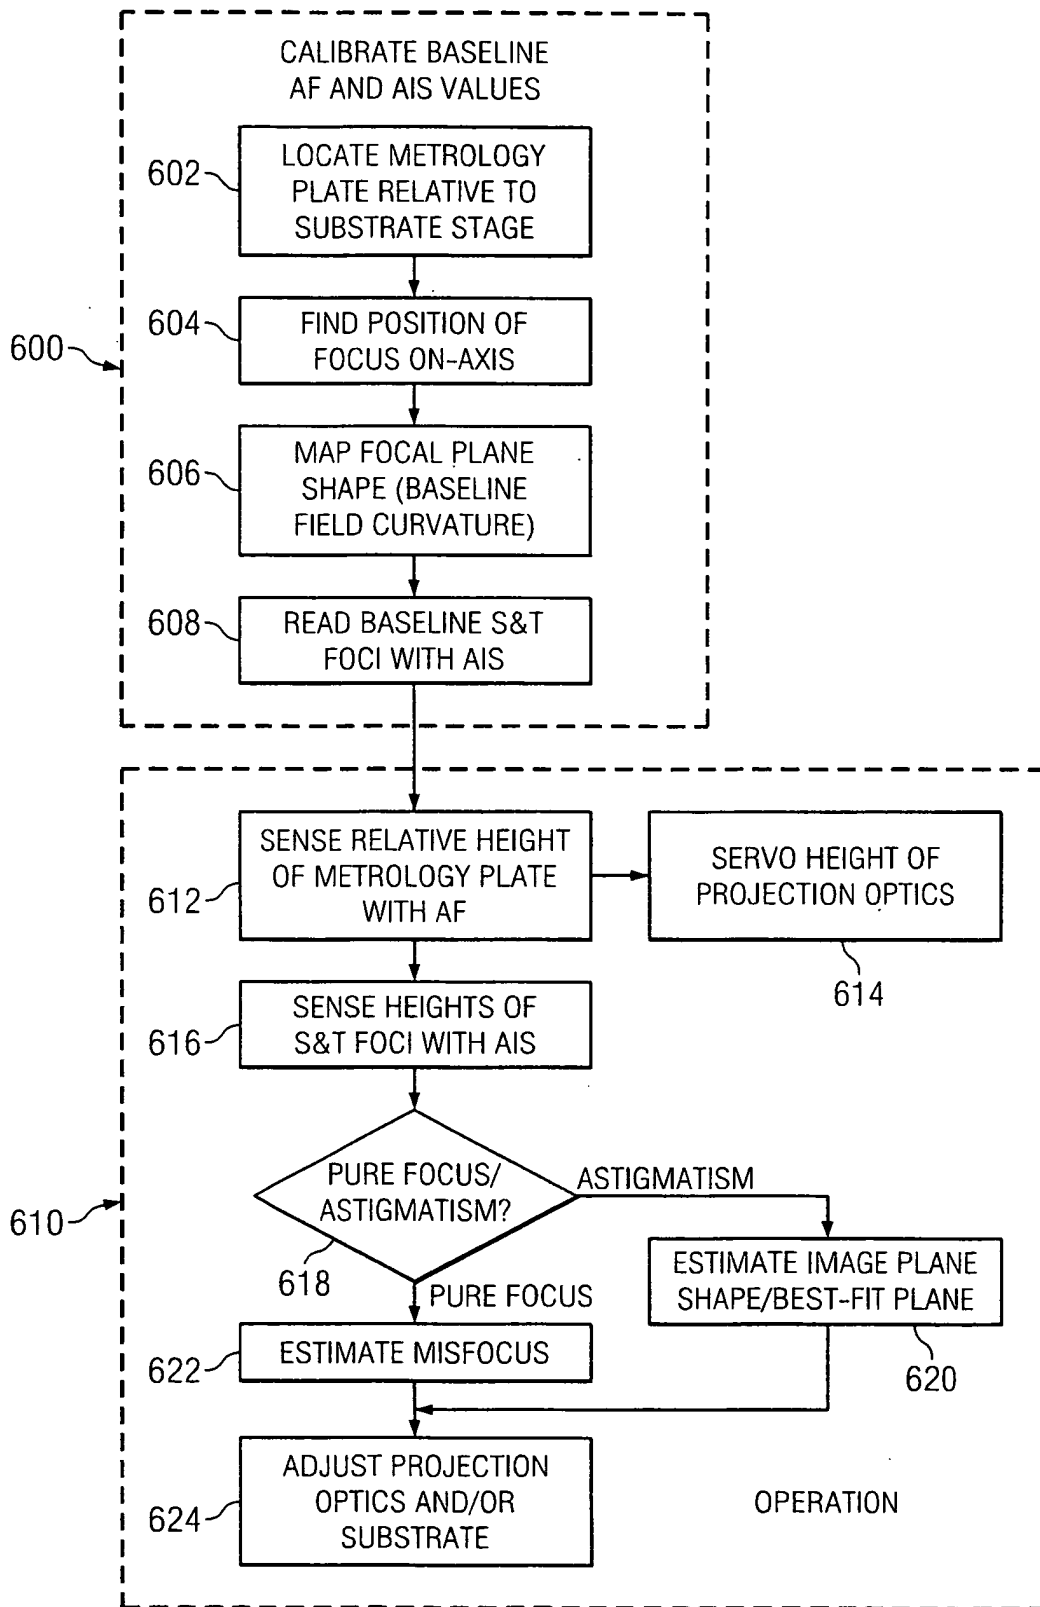 CALIBRATE BASELINE
AF AND AIS VALUES
602
LOCATE METROLOGY
PLATE RELATIVE TO
SUBSTRATE STAGE
604
FIND POSITION OF
FOCUS ON-AXIS
600
606
MAP FOCAL PLANE
SHAPE (BASELINE
FIELD CURVATURE)
608
READ BASELINE S&T
FOCI WITH AIS
612
SENSE RELATIVE HEIGHT
OF METROLOGY PLATE
WITH AF
SERVO HEIGHT OF
PROJECTION OPTICS
614
616
SENSE HEIGHTS OF
S&T FOCI WITH AIS
610
PURE FOCUS/
ASTIGMATISM?
618
ASTIGMATISM
ESTIMATE IMAGE PLANE
SHAPE/BEST-FIT PLANE
620
PURE FOCUS
622
ESTIMATE MISFOCUS
624
ADJUST PROJECTION
OPTICS AND/OR
SUBSTRATE
OPERATION